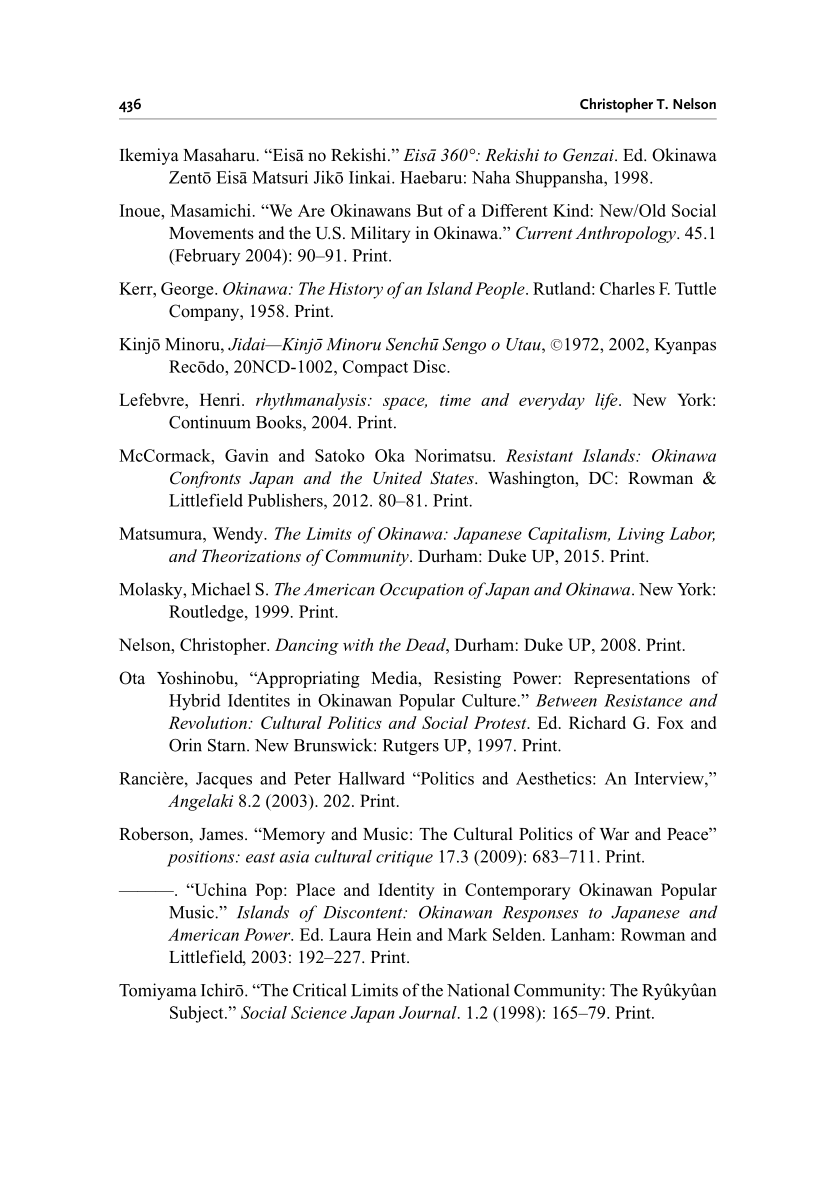 436 Christopher T. Nelson
Ikemiya Masaharu. “Eisā no Rekishi.” Eisā 360°: Rekishi to Genzai. Ed. Okinawa
Zentō Eisā Matsuri Jikō Iinkai. Haebaru: Naha Shuppansha, 1998.
Inoue, Masamichi. “We Are Okinawans But of a Different Kind: New/Old Social
Movements and the U.S. Military in Okinawa.” Current Anthropology. 45.1
(February 2004): 90–91. Print.
Kerr, George. Okinawa: The History of an Island People. Rutland: Charles F. Tuttle
Company, 1958. Print.
Kinjō Minoru, Jidai—Kinjō Minoru Senchū Sengo o Utau, ©1972, 2002, Kyanpas
Recōdo, 20NCD-1002, Compact Disc.
Lefebvre, Henri. rhythmanalysis: space, time and everyday life. New York:
Continuum Books, 2004. Print.
McCormack, Gavin and Satoko Oka Norimatsu. Resistant Islands: Okinawa
Confronts Japan and the United States. Washington, DC: Rowman &
Littlefield Publishers, 2012. 80–81. Print.
Matsumura, Wendy. The Limits of Okinawa: Japanese Capitalism, Living Labor,
and Theorizations of Community. Durham: Duke UP, 2015. Print.
Molasky, Michael S. The American Occupation of Japan and Okinawa. New York:
Routledge, 1999. Print.
Nelson, Christopher. Dancing with the Dead, Durham: Duke UP, 2008. Print.
Ota Yoshinobu, “Appropriating Media, Resisting Power: Representations of
Hybrid Identites in Okinawan Popular Culture.” Between Resistance and
Revolution: Cultural Politics and Social Protest. Ed. Richard G. Fox and
Orin Starn. New Brunswick: Rutgers UP, 1997. Print.
Rancière, Jacques and Peter Hallward “Politics and Aesthetics: An Interview,”
Angelaki 8.2 (2003). 202. Print.
Roberson, James. “Memory and Music: The Cultural Politics of War and Peace”
positions: east asia cultural critique 17.3 (2009): 683–711. Print.
———. “Uchina Pop: Place and Identity in Contemporary Okinawan Popular
Music.” Islands of Discontent: Okinawan Responses to Japanese and
American Power. Ed. Laura Hein and Mark Selden. Lanham: Rowman and
Littlefield, 2003: 192–227. Print.
Tomiyama Ichirō. “The Critical Limits of the National Community: The Ryûkyûan
Subject.” Social Science Japan Journal. 1.2 (1998): 165–79. Print.